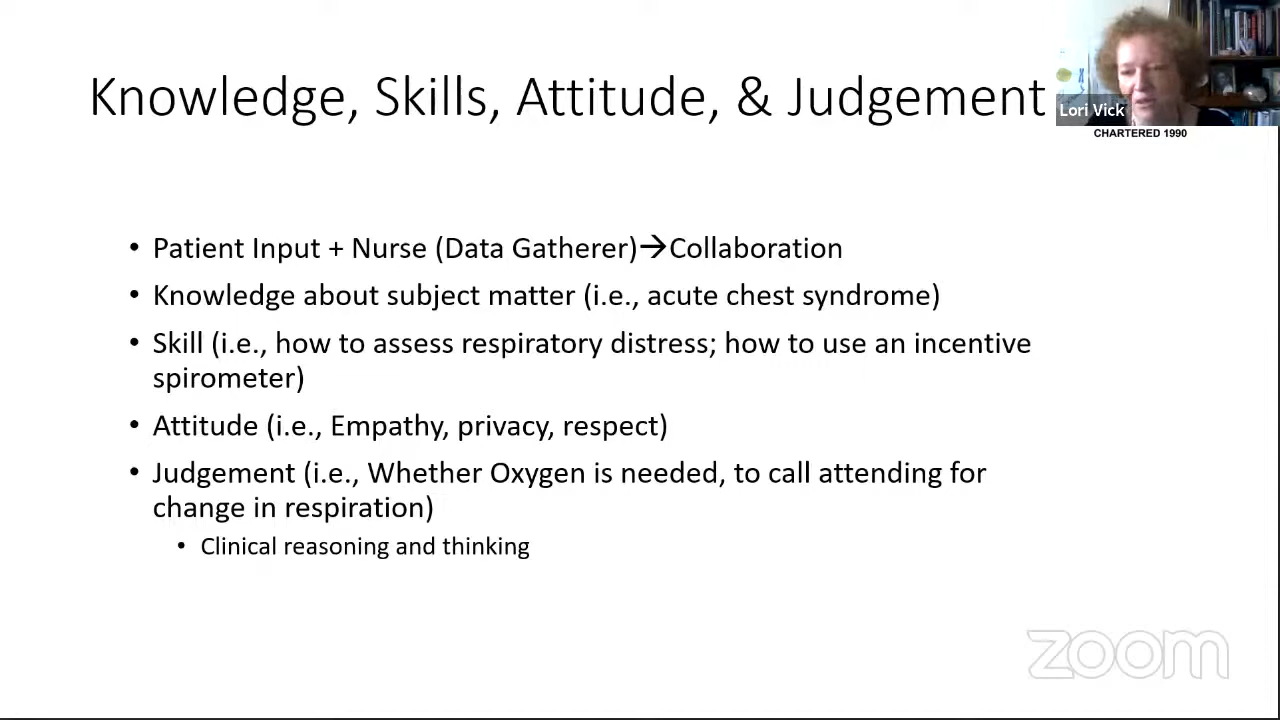 Knowledge, Skills, Attitude, & Judgement
Lori Vick
CHARTERED 1990
• Patient Input + Nurse (Data Gatherer)→Collaboration
• Knowledge about subject matter (i.e., acute chest syndrome)
• Skill (i.e., how to assess respiratory distress; how to use an incentive
spirometer)
• Attitude (i.e., Empathy, privacy, respect)
• Judgement (i.e., Whether Oxygen is needed, to call attending for
change in respiration)
• Clinical reasoning and thinking
zoom